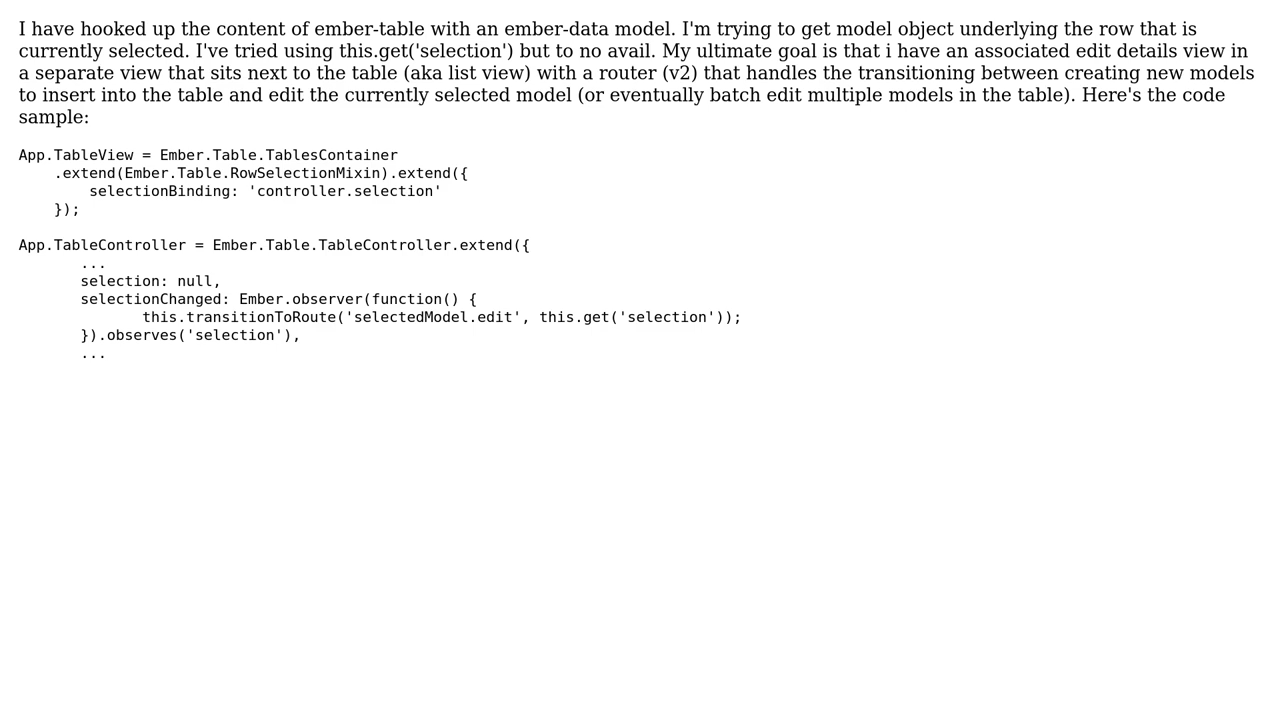 I have hooked up the content of ember-table with an ember-data model. I'm trying to get model object underlying the row that is
currently selected. I've tried using this.get('selection') but to no avail. My ultimate goal is that i have an associated edit details view in
a separate view that sits next to the table (aka list view) with a router (v2) that handles the transitioning between creating new models
to insert into the table and edit the currently selected model (or eventually batch edit multiple models in the table). Here's the code
sample:
App.TableView = Ember.Table.TablesContainer
    .extend(Ember.Table.RowSelectionMixin).extend({
        selectionBinding: 'controller.selection'
    });

App.TableController = Ember.Table.TableController.extend({
       ...
       selection: null,
       selectionChanged: Ember.observer(function() {
              this.transitionToRoute('selectedModel.edit', this.get('selection'));
       }).observes('selection'),
       ...